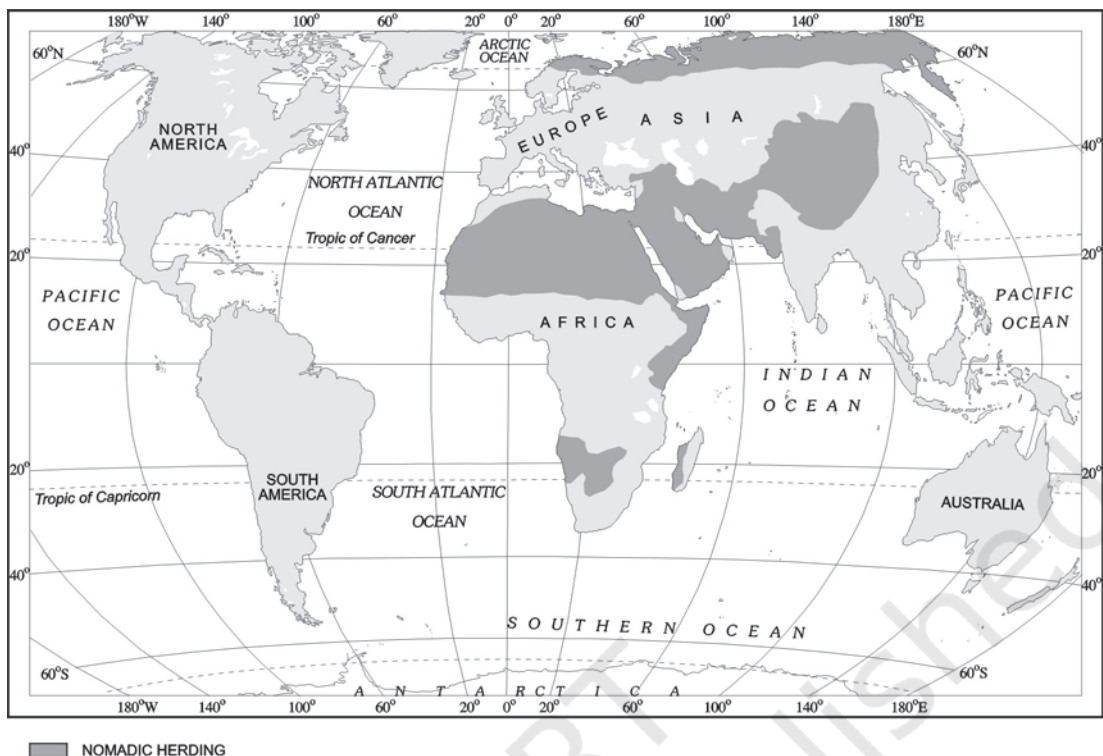 180°W 140° 100° 60° 20° 0° 20° 60° 100° 140° 180°E
ARCTIC
OCEAN
60°N
60°N
NORTH
AMERICA
EUROPE
ASIA
40°
40°
NORTH ATLANTIC
OCEAN
Tropic of Cancer
20°
20°
PACIFIC
OCEAN
AFRICA
PACIFIC
OCEAN
INDIAN
OCEAN
20°
20°
Tropic of Capricorn
SOUTH
AMERICA
SOUTH ATLANTIC
OCEAN
AUSTRALIA
40°
40°
SOUTHERN OCEAN
60°S
60°S
ANTARCTICA
180°W 140° 100° 60° 20° 0° 20° 60° 100° 140° 180°E
NOMADIC HERDING